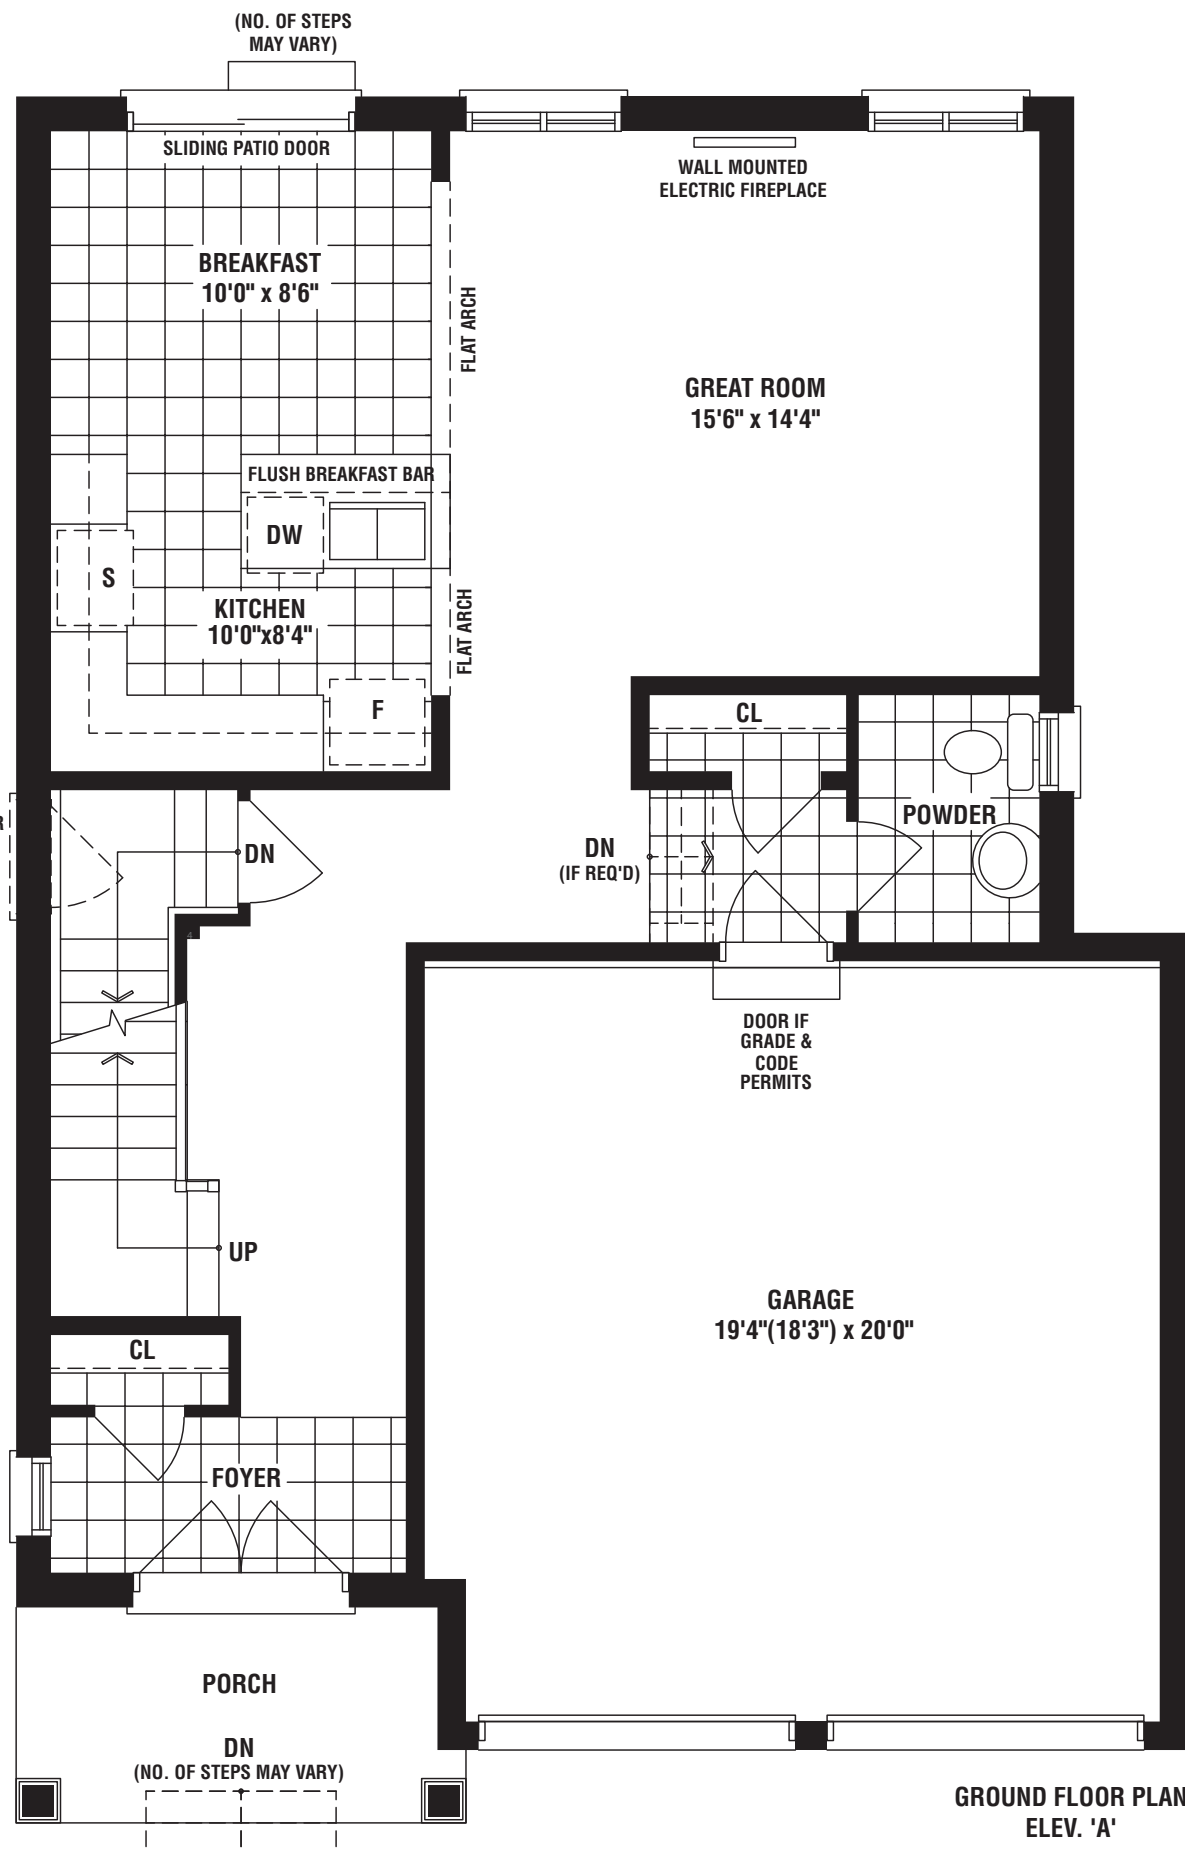 (NO. OF STEPS
MAY VARY)
SLIDING PATIO DOOR
WALL MOUNTED
ELECTRIC FIREPLACE
BREAKFAST
10'0" x 8'6"
FLAT ARCH
GREAT ROOM
15'6" x 14'4"
FLUSH BREAKFAST BAR
DW
S
KITCHEN
10'0"x8'4"
FLAT ARCH
F
CL
POWDER
DN
DN
(IF REQ'D)
4
DOOR IF
GRADE &
CODE
PERMITS
UP
GARAGE
19'4"(18'3") x 20'0"
CL
FOYER
PORCH
DN
(NO. OF STEPS MAY VARY)
GROUND FLOOR PLAN
ELEV. 'A'